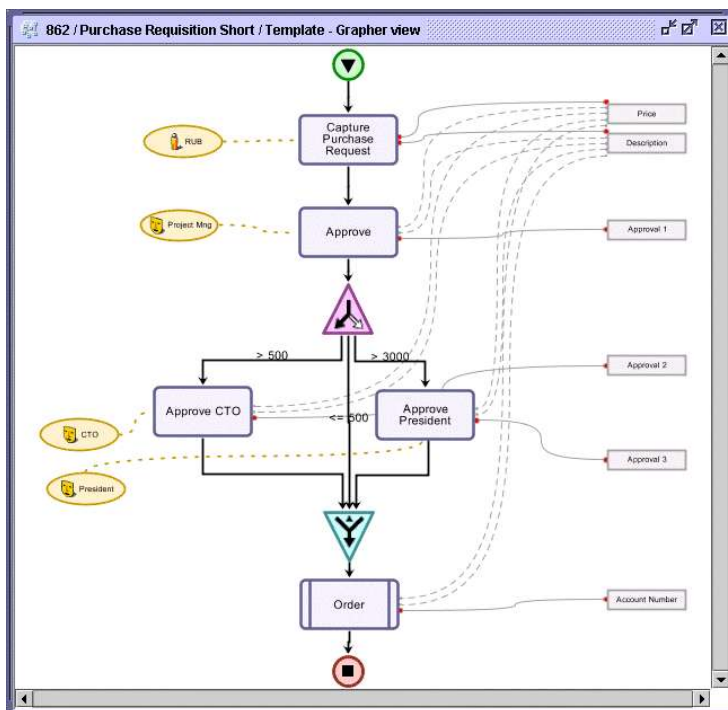 862 / Purchase Requisition Short / Template - Grapher view
Capture
Purchase
Request
Price
RUB
Description
Project Mng
Approve
Approval 1
> 500
> 3000
Approval 2
Approve CTO
<= 500
Approve
President
CTO
Approval 3
President
Order
Account Number